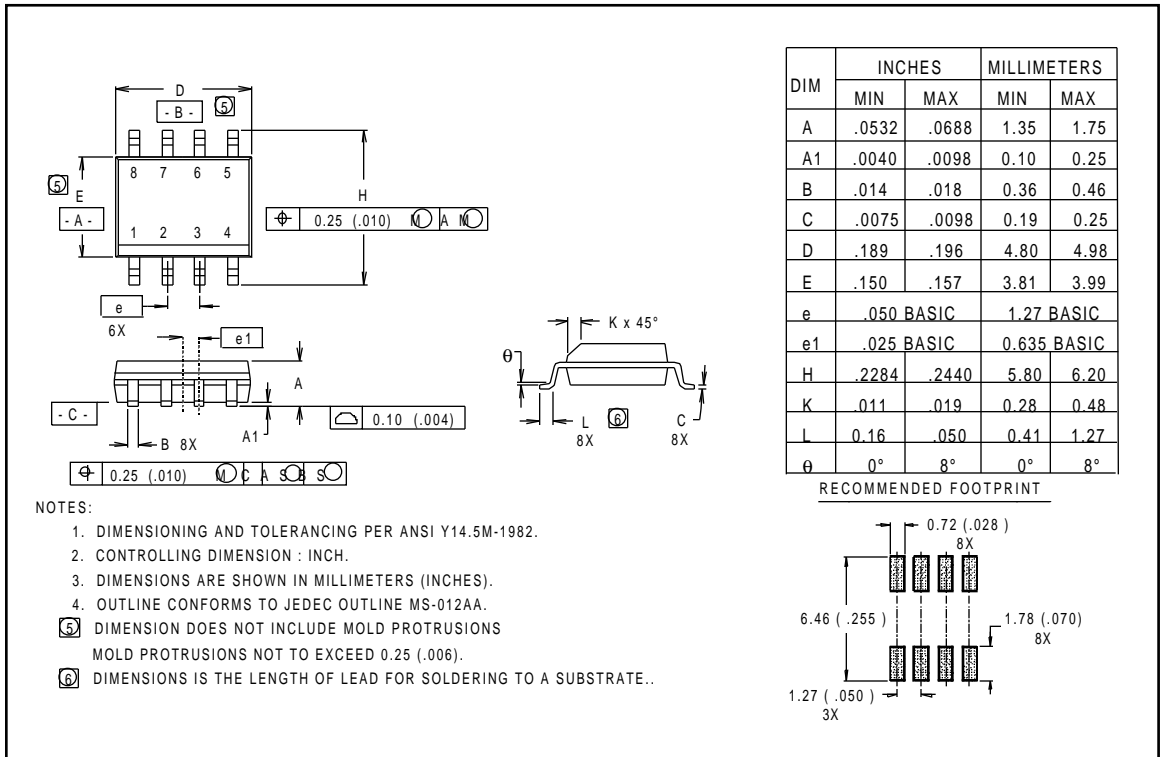 D
- B -
5
8 7 6 5
5
E
- A -
H
⌖ 0.25 (.010) Ⓜ A Ⓜ
1 2 3 4
e
6X
e1
A
- C -
B 8X
A1
0.10 (.004)
⌖ 0.25 (.010) Ⓜ C A Ⓢ B Ⓢ
K x 45°
θ
L
8X
6
C
8X
DIM INCHES MILLIMETERS
MIN MAX MIN MAX
A .0532 .0688 1.35 1.75
A1 .0040 .0098 0.10 0.25
B .014 .018 0.36 0.46
C .0075 .0098 0.19 0.25
D .189 .196 4.80 4.98
E .150 .157 3.81 3.99
e .050 BASIC 1.27 BASIC
e1 .025 BASIC 0.635 BASIC
H .2284 .2440 5.80 6.20
K .011 .019 0.28 0.48
L 0.16 .050 0.41 1.27
θ 0° 8° 0° 8°
RECOMMENDED FOOTPRINT
0.72 (.028 )
8X
6.46 ( .255 )
1.78 (.070)
8X
1.27 ( .050 )
3X
NOTES:
1. DIMENSIONING AND TOLERANCING PER ANSI Y14.5M-1982.
2. CONTROLLING DIMENSION : INCH.
3. DIMENSIONS ARE SHOWN IN MILLIMETERS (INCHES).
4. OUTLINE CONFORMS TO JEDEC OUTLINE MS-012AA.
5 DIMENSION DOES NOT INCLUDE MOLD PROTRUSIONS
MOLD PROTRUSIONS NOT TO EXCEED 0.25 (.006).
6 DIMENSIONS IS THE LENGTH OF LEAD FOR SOLDERING TO A SUBSTRATE..